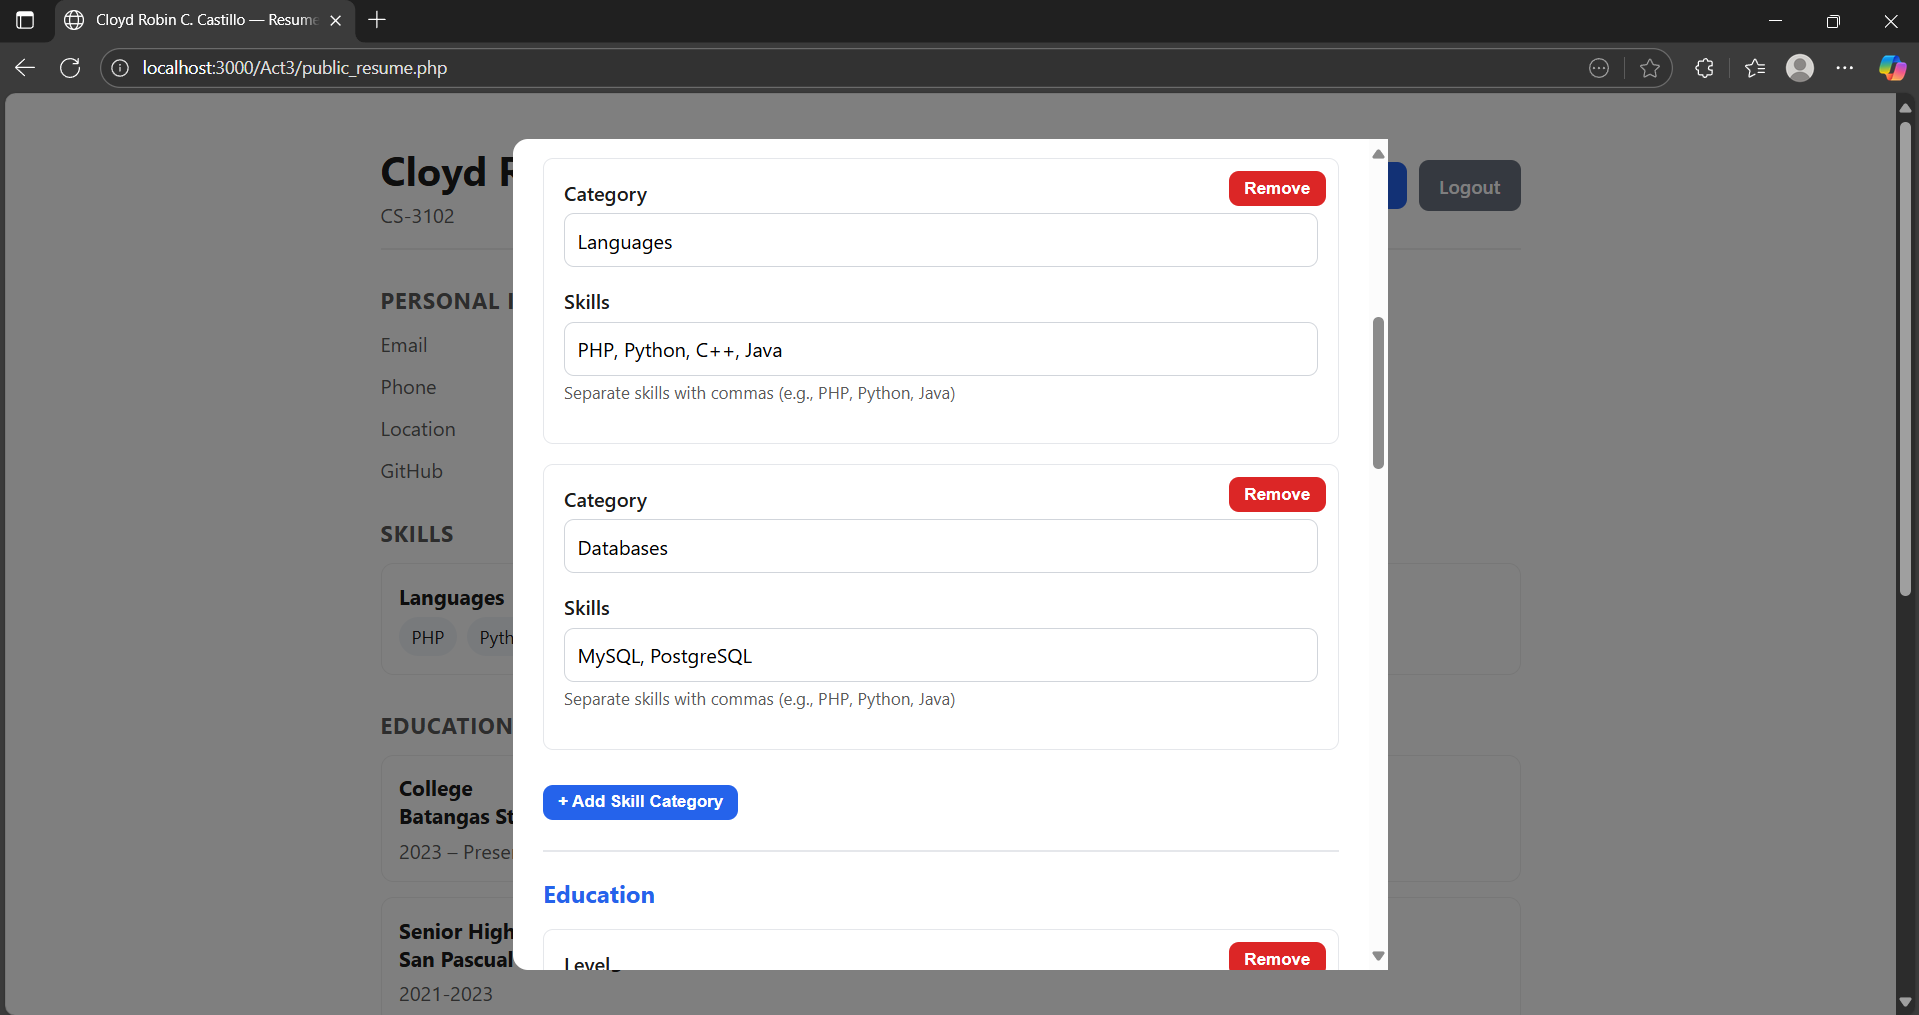 Cloyd Robin C. Castillo — Resume
localhost:3000/Act3/public_resume.php
Cloyd R
CS-3102
Logout
PERSONAL I
Email
Phone
Location
GitHub
SKILLS
Languages
PHP Pyth
EDUCATION
College
Batangas St
2023 – Prese
Senior High
San Pascual
2021-2023
Category
Remove
Languages
Skills
PHP, Python, C++, Java
Separate skills with commas (e.g., PHP, Python, Java)
Category
Remove
Databases
Skills
MySQL, PostgreSQL
Separate skills with commas (e.g., PHP, Python, Java)
+ Add Skill Category
Education
Level
Remove